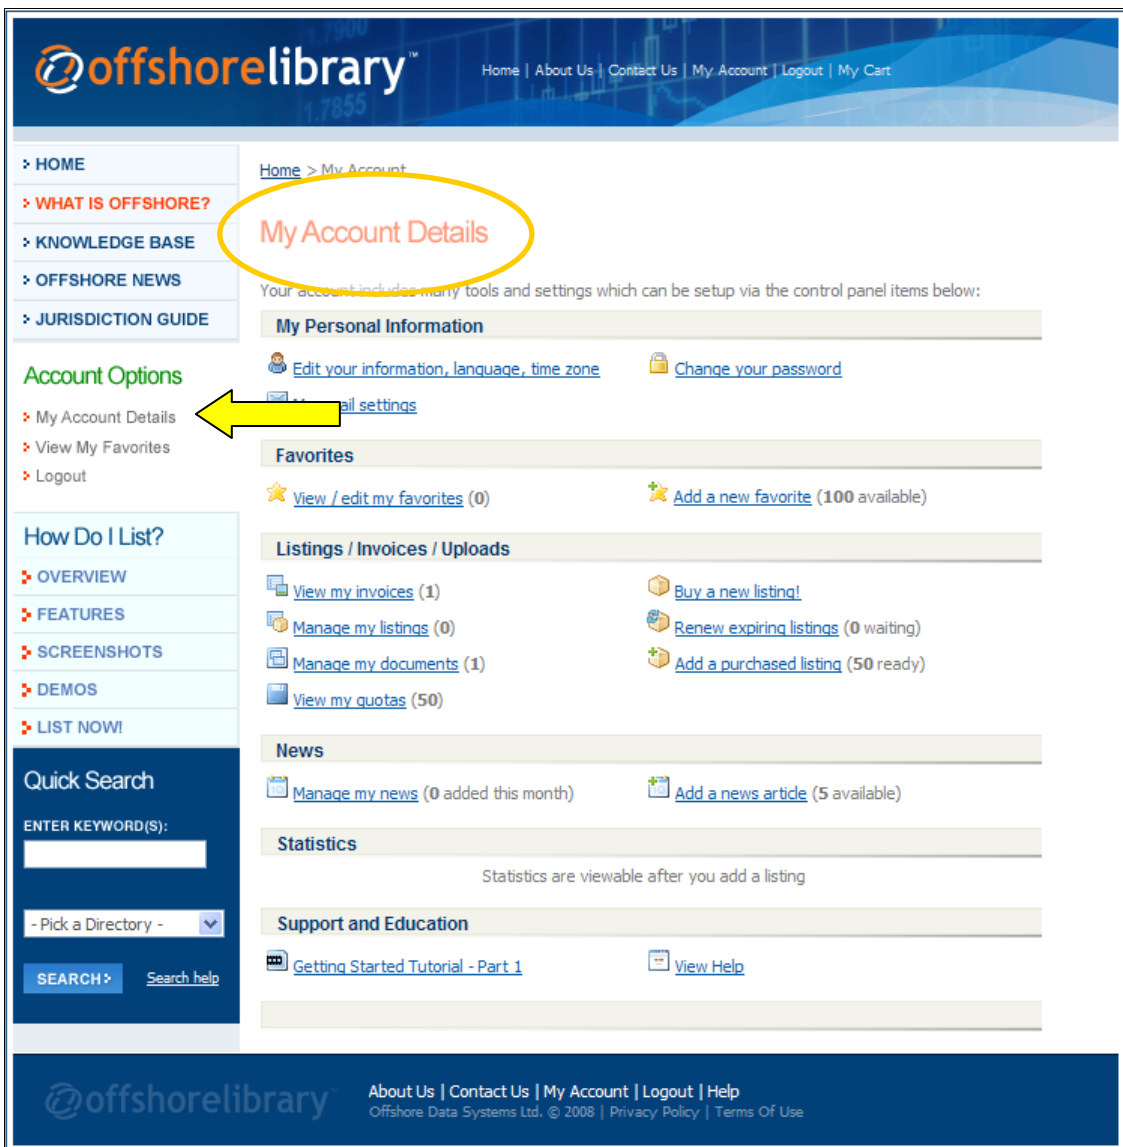 1.7900
offshorelibrary™
Home | About Us | Contact Us | My Account | Logout | My Cart
1.7855
HOME
WHAT IS OFFSHORE?
KNOWLEDGE BASE
OFFSHORE NEWS
JURISDICTION GUIDE
Account Options
My Account Details
View My Favorites
Logout
How Do I List?
OVERVIEW
FEATURES
SCREENSHOTS
DEMOS
LIST NOW!
Quick Search
ENTER KEYWORD(S):
- Pick a Directory -
SEARCH
Search help
Home > My Account
My Account Details
Your account includes many tools and settings which can be setup via the control panel items below:
My Personal Information
Edit your information, language, time zone
Change your password
settings
Favorites
View / edit my favorites (0)
Add a new favorite (100 available)
Listings / Invoices / Uploads
View my invoices (1)
Buy a new listing!
Manage my listings (0)
Renew expiring listings (0 waiting)
Manage my documents (1)
Add a purchased listing (50 ready)
View my quotas (50)
News
Manage my news (0 added this month)
Add a news article (5 available)
Statistics
Statistics are viewable after you add a listing
Support and Education
Getting Started Tutorial - Part 1
View Help
offshorelibrary
About Us | Contact Us | My Account | Logout | Help
Offshore Data Systems Ltd. © 2008 | Privacy Policy | Terms Of Use